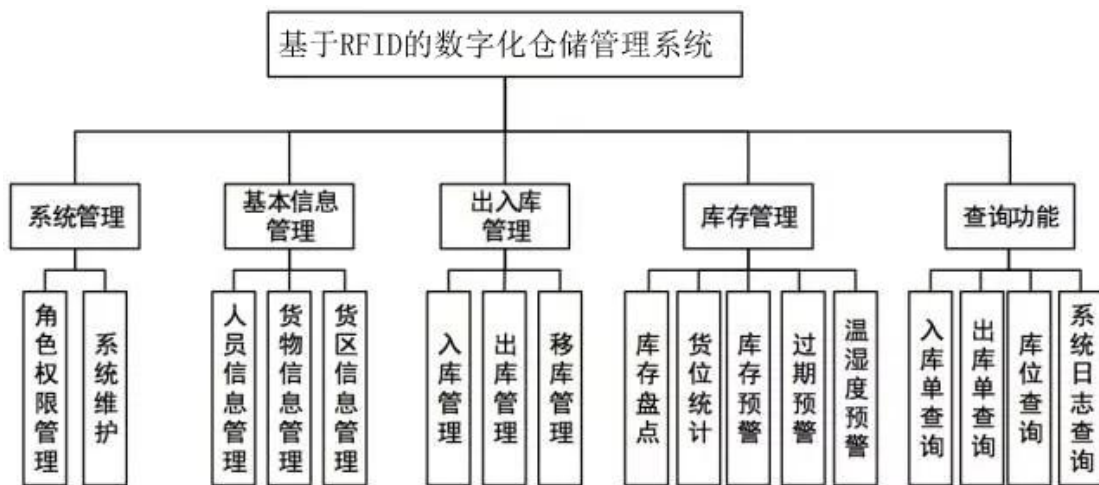 基于RFID的数字化仓储管理系统
系统管理
基本信息
管理
出入库
管理
库存管理
查询功能
角色权限管理
系统维护
人员信息管理
货物信息管理
货区信息管理
入库管理
出库管理
移库管理
库存盘点
货位统计
库存预警
过期预警
温湿度预警
入库单查询
出库单查询
库位查询
系统日志查询